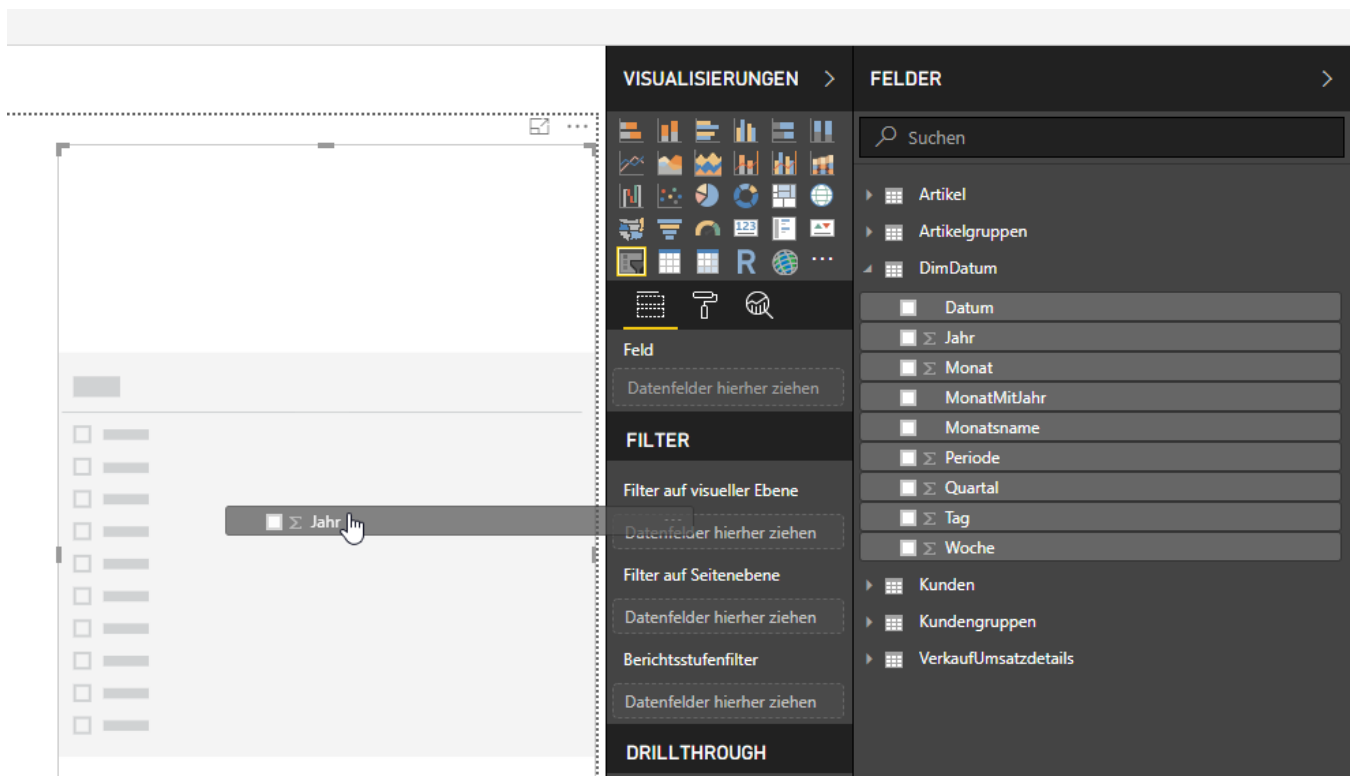 VISUALISIERUNGEN
FELDER
Suchen
123
R
Feld
Datenfelder hierher ziehen
FILTER
Filter auf visueller Ebene
Datenfelder hierher ziehen
Filter auf Seitenebene
Datenfelder hierher ziehen
Berichtsstufenfilter
Datenfelder hierher ziehen
DRILLTHROUGH
Artikel
Artikelgruppen
DimDatum
Datum
Σ Jahr
Σ Monat
MonatMitJahr
Monatsname
Σ Periode
Σ Quartal
Σ Tag
Σ Woche
Kunden
Kundengruppen
VerkaufUmsatzdetails
Σ Jahr